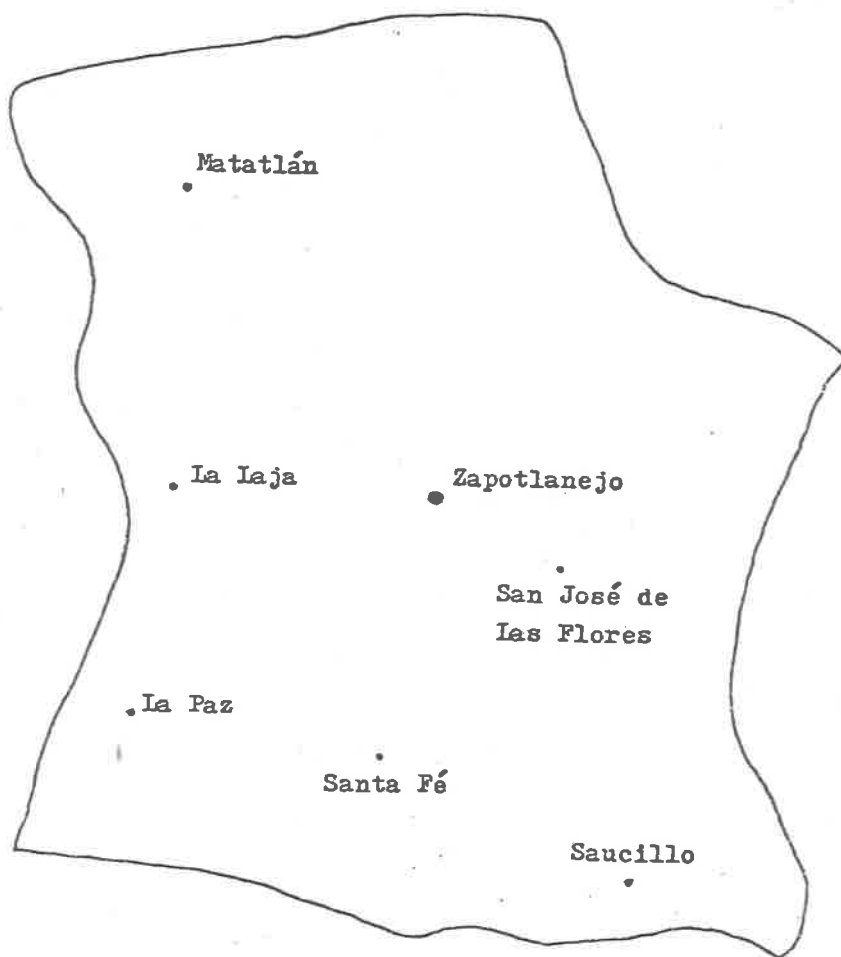 Matatlán
La Laja
Zapotlanejo
San José de
Las Flores
La Paz
Santa Fé
Saucillo